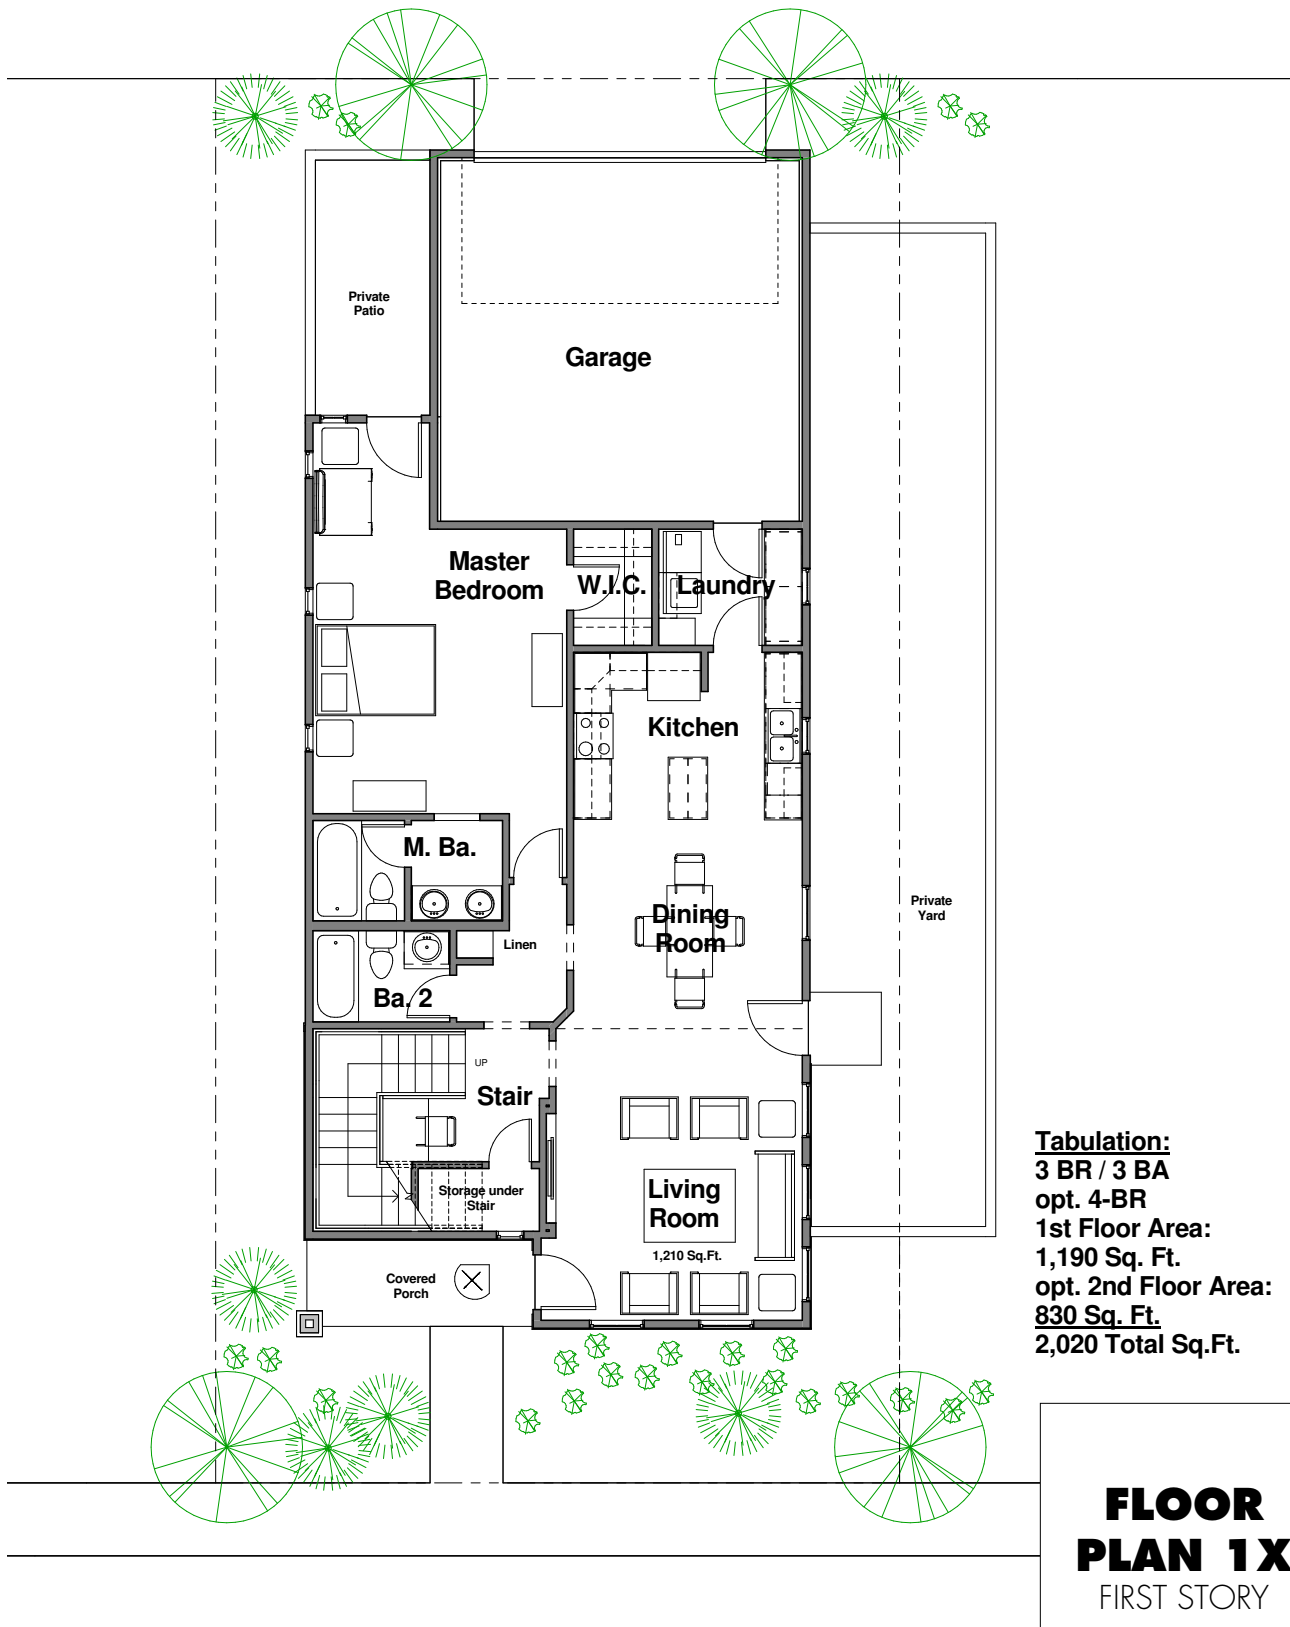 Private
Patio
Garage
Master
Bedroom
W.I.C.
Laundry
Kitchen
M. Ba.
Dining
Room
Private
Yard
Linen
Ba. 2
UP
Stair
Storage under
Stair
Living
Room
1,210 Sq.Ft.
Covered
Porch
Tabulation:
3 BR / 3 BA
opt. 4-BR
1st Floor Area:
1,190 Sq. Ft.
opt. 2nd Floor Area:
830 Sq. Ft.
2,020 Total Sq.Ft.
FLOOR
PLAN 1X
FIRST STORY